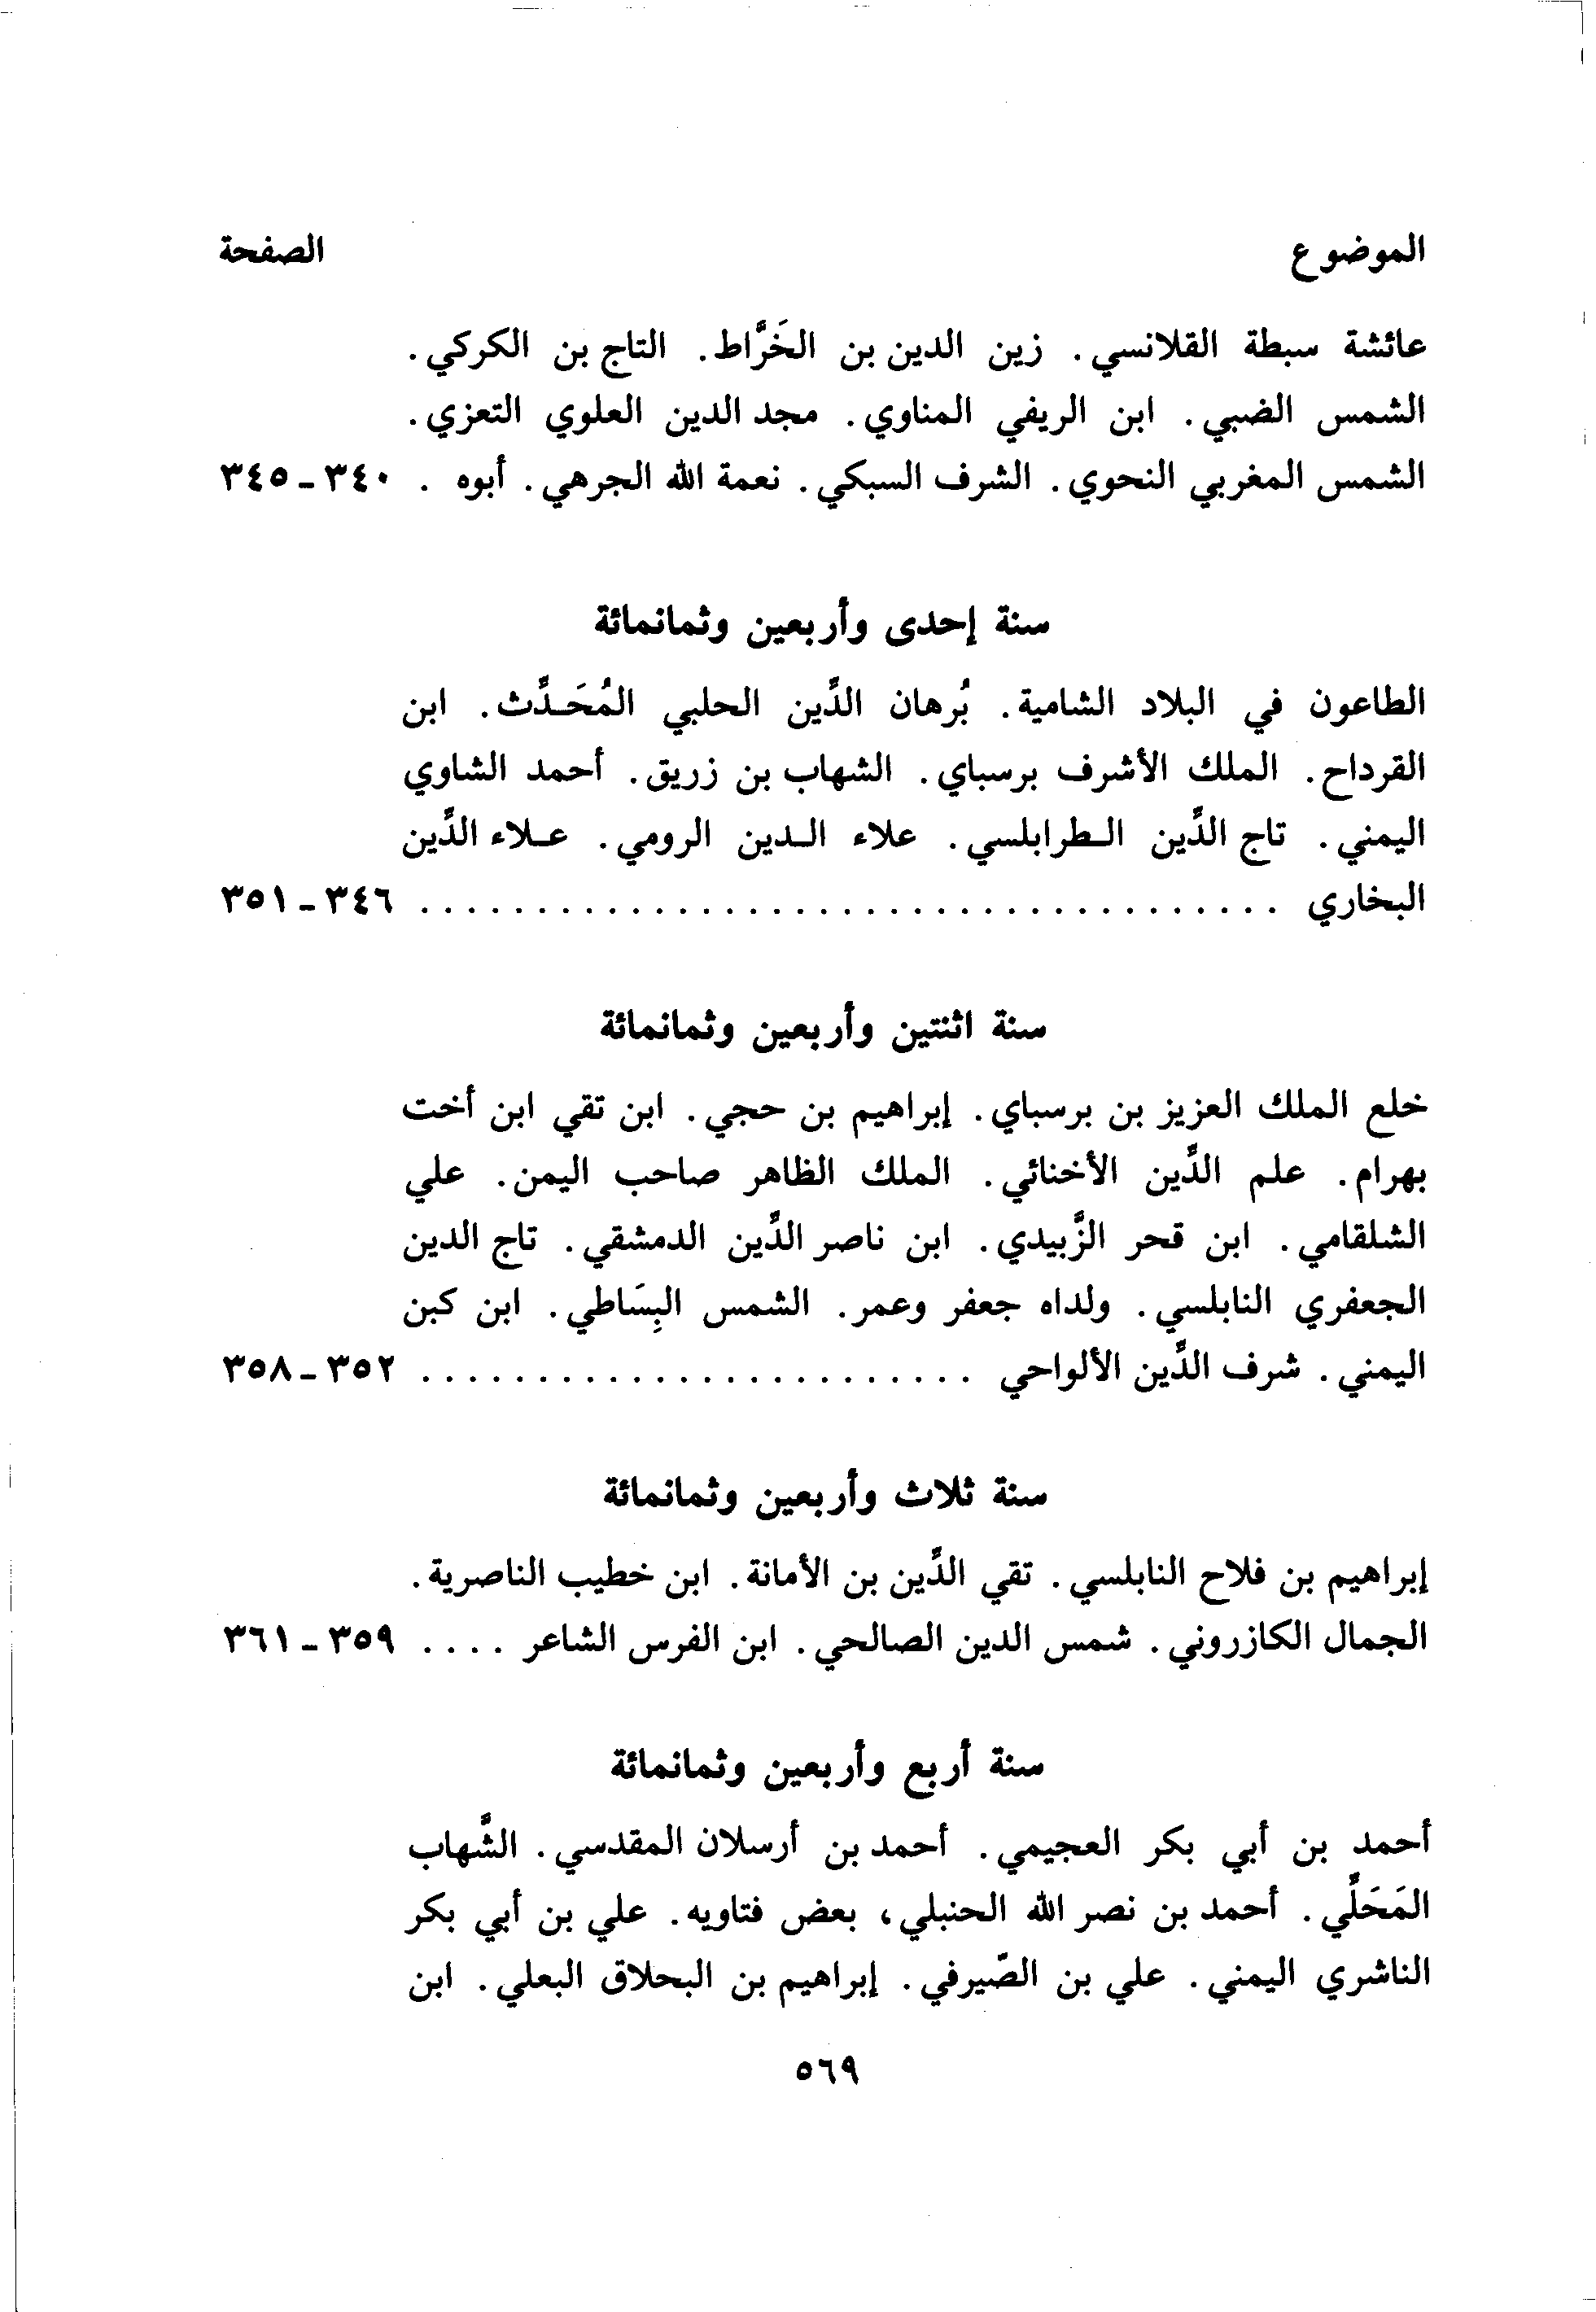 الموضوع الصفحة
عائشة سبطة القلانسي. زين الدين بن الخَرَّاط. التاج بن الكركي.
الشمس الضبي. ابن الريفي المناوي. مجد الدين العلوي التعزي.
الشمس المغربي النحوي. الشرف السبكي. نعمة الله الجرهي. أبوه . ٣٤٠ - ٣٤٥
سنة إحدى وأربعين وثمانمائة
الطاعون في البلاد الشامية. بُرهان الدِّين الحلبي المُحَدِّث. ابن
القرداح. الملك الأشرف برسباي. الشهاب بن زريق. أحمد الشاوي
اليمني. تاج الدِّين الطرابلسي. علاء الدين الرومي. علاء الدِّين
البخاري . . . . . . . . . . . . . . . . . . . . . . . . . . . . . . . . . . . ٣٤٦ - ٣٥١
سنة اثنتين وأربعين وثمانمائة
خلع الملك العزيز بن برسباي. إبراهيم بن حجي. ابن تقي ابن أخت
بهرام. علم الدِّين الأخنائي. الملك الظاهر صاحب اليمن. علي
الشلقامي. ابن قحر الزَّبيدي. ابن ناصر الدِّين الدمشقي. تاج الدين
الجعفري النابلسي. ولداه جعفر وعمر. الشمس البِسَاطي. ابن كبن
اليمني. شرف الدِّين الألواحي . . . . . . . . . . . . . . . . . . . . . . . ٣٥٢ - ٣٥٨
سنة ثلاث وأربعين وثمانمائة
إبراهيم بن فلاح النابلسي. تقي الدِّين بن الأمانة. ابن خطيب الناصرية.
الجمال الكازروني. شمس الدين الصالحي. ابن الفرس الشاعر . . . . ٣٥٩ - ٣٦١
سنة أربع وأربعين وثمانمائة
أحمد بن أبي بكر العجيمي. أحمد بن أرسلان المقدسي. الشَّهاب
المَحَلِّي. أحمد بن نصر الله الحنبلي، بعض فتاويه. علي بن أبي بكر
الناشري اليمني. علي بن الصّيرفي. إبراهيم بن البحلاق البعلي. ابن
٥٦٩